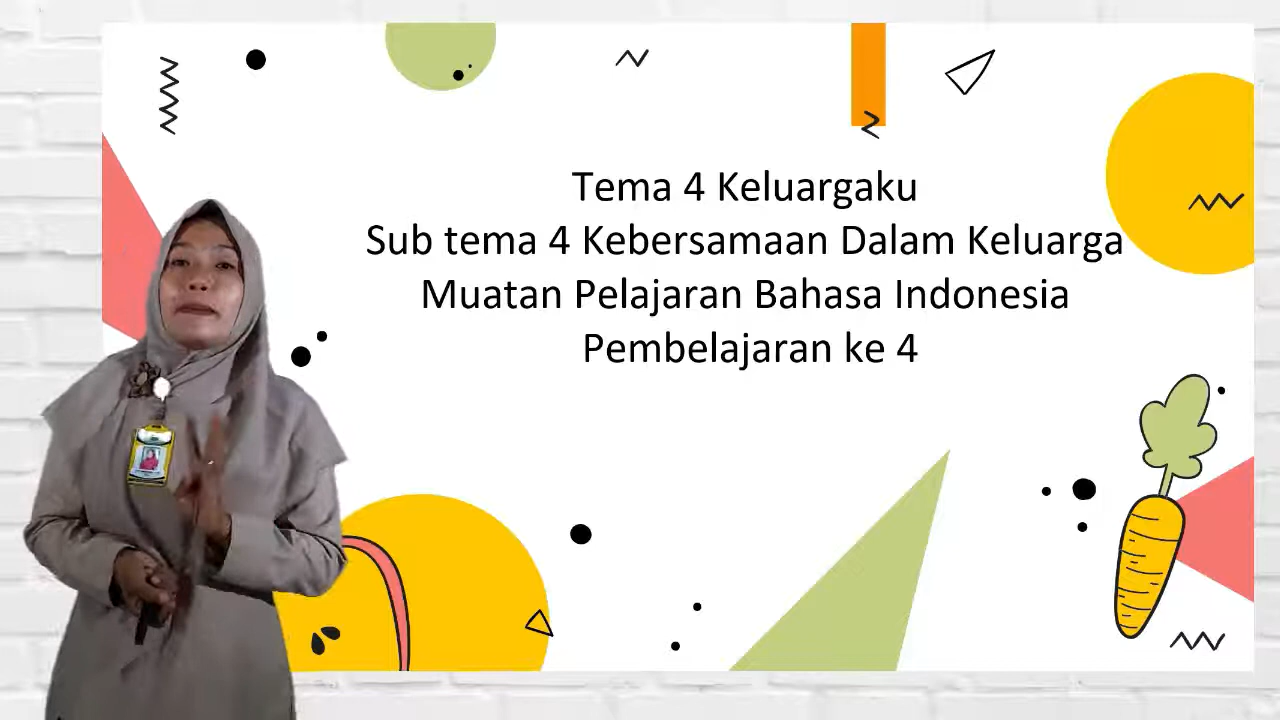 Tema 4 Keluargaku
Sub tema 4 Kebersamaan Dalam Keluarga
Muatan Pelajaran Bahasa Indonesia
Pembelajaran ke 4